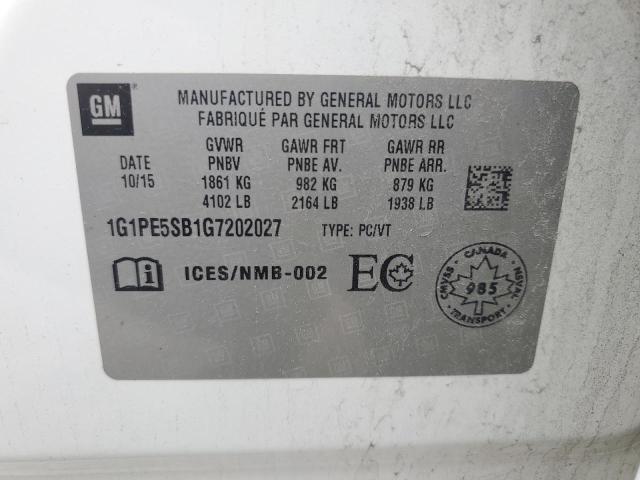 GM
MANUFACTURED BY GENERAL MOTORS LLC
FABRIQUÉ PAR GENERAL MOTORS LLC
DATE
10/15
GVWR
PNBV
1861 KG
4102 LB
GAWR FRT
PNBE AV.
982 KG
2164 LB
GAWR RR
PNBE ARR.
879 KG
1938 LB
1G1PE5SB1G7202027 TYPE: PC/VT
ICES/NMB-002 EC
CANADA
CMVSS NSVAC
985
TRANSPORT